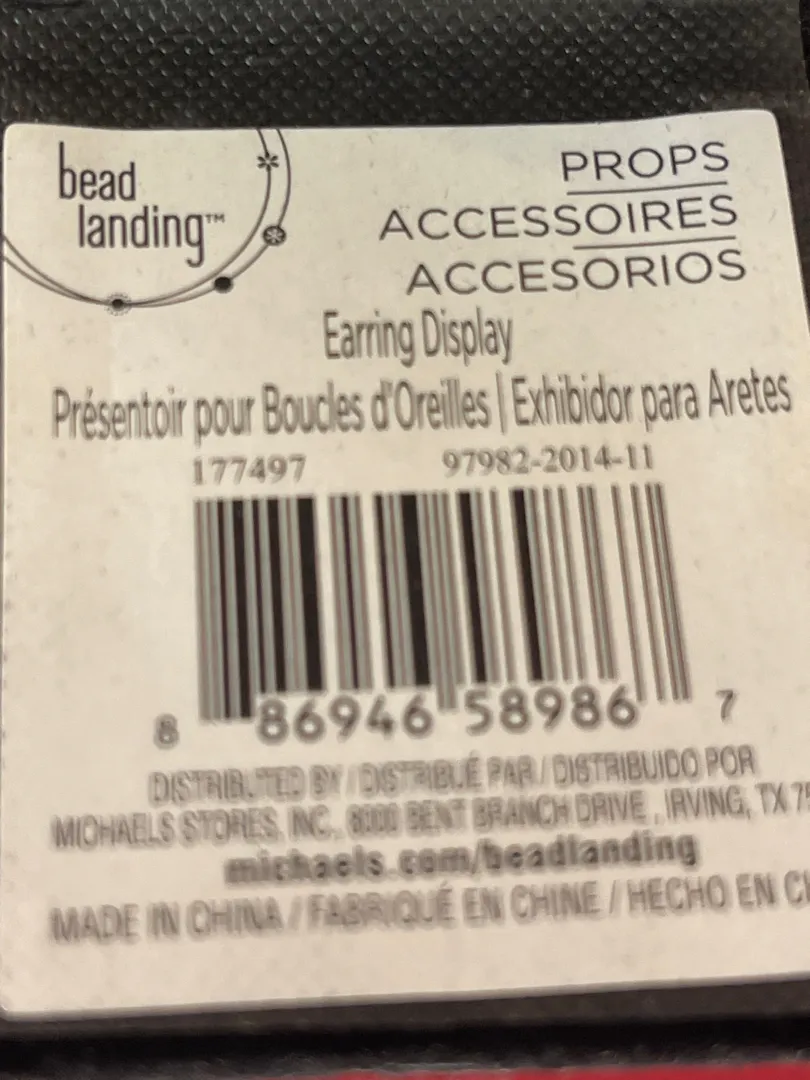 bead
landing™
PROPS
ACCESSOIRES
ACCESORIOS
Earring Display
Présentoir pour Boucles d'Oreilles | Exhibidor para Aretes
177497 97982-2014-11
8 86946 58986 7
DISTRIBUTED BY / DISTRIBUÉ PAR / DISTRIBUIDO POR
MICHAELS STORES, INC., 8000 BENT BRANCH DRIVE, IRVING, TX
michaels.com/beadlanding
MADE IN CHINA / FABRIQUÉ EN CHINE / HECHO EN